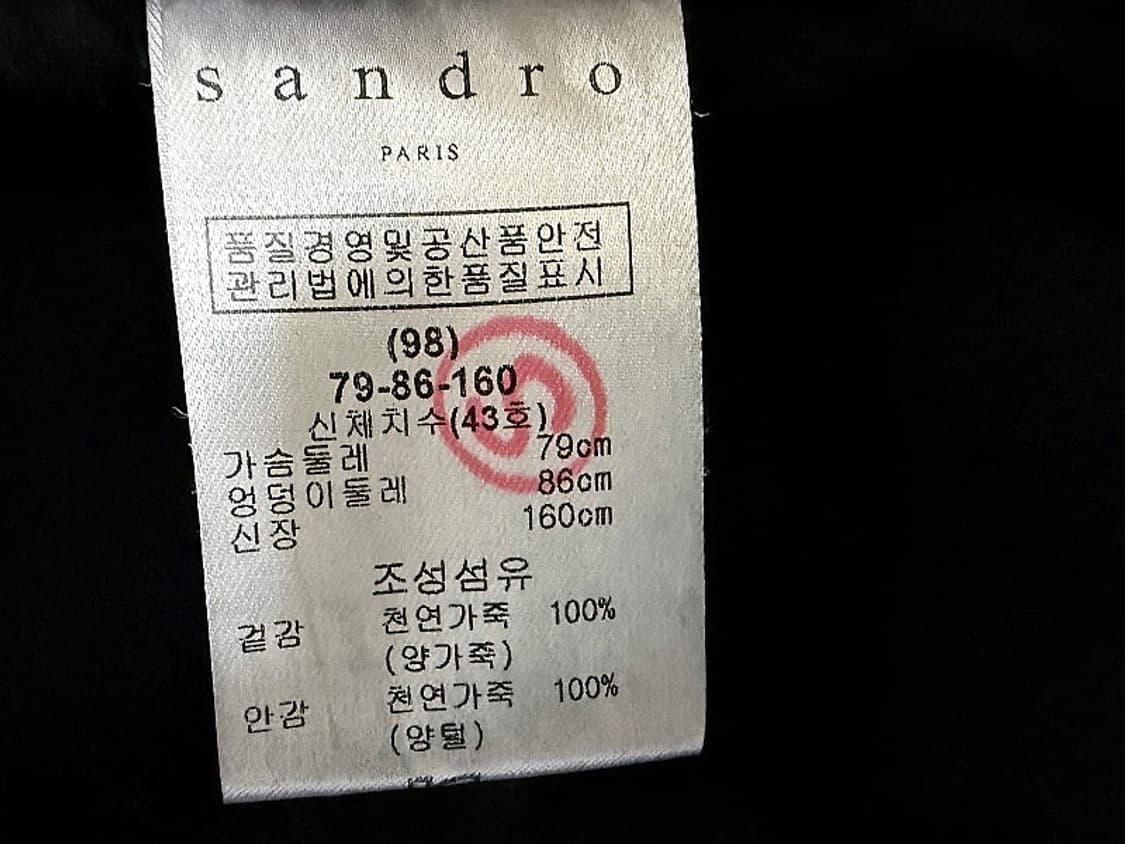 sandro
PARIS
품질경영및공산품안전
관리법에의한품질표시
(98)
79-86-160
신체치수(43호)
가슴둘레 79cm
엉덩이둘레 86cm
신장 160cm
조성섬유
겉감 천연가죽 100%
(양가죽)
안감 천연가죽 100%
(양털)